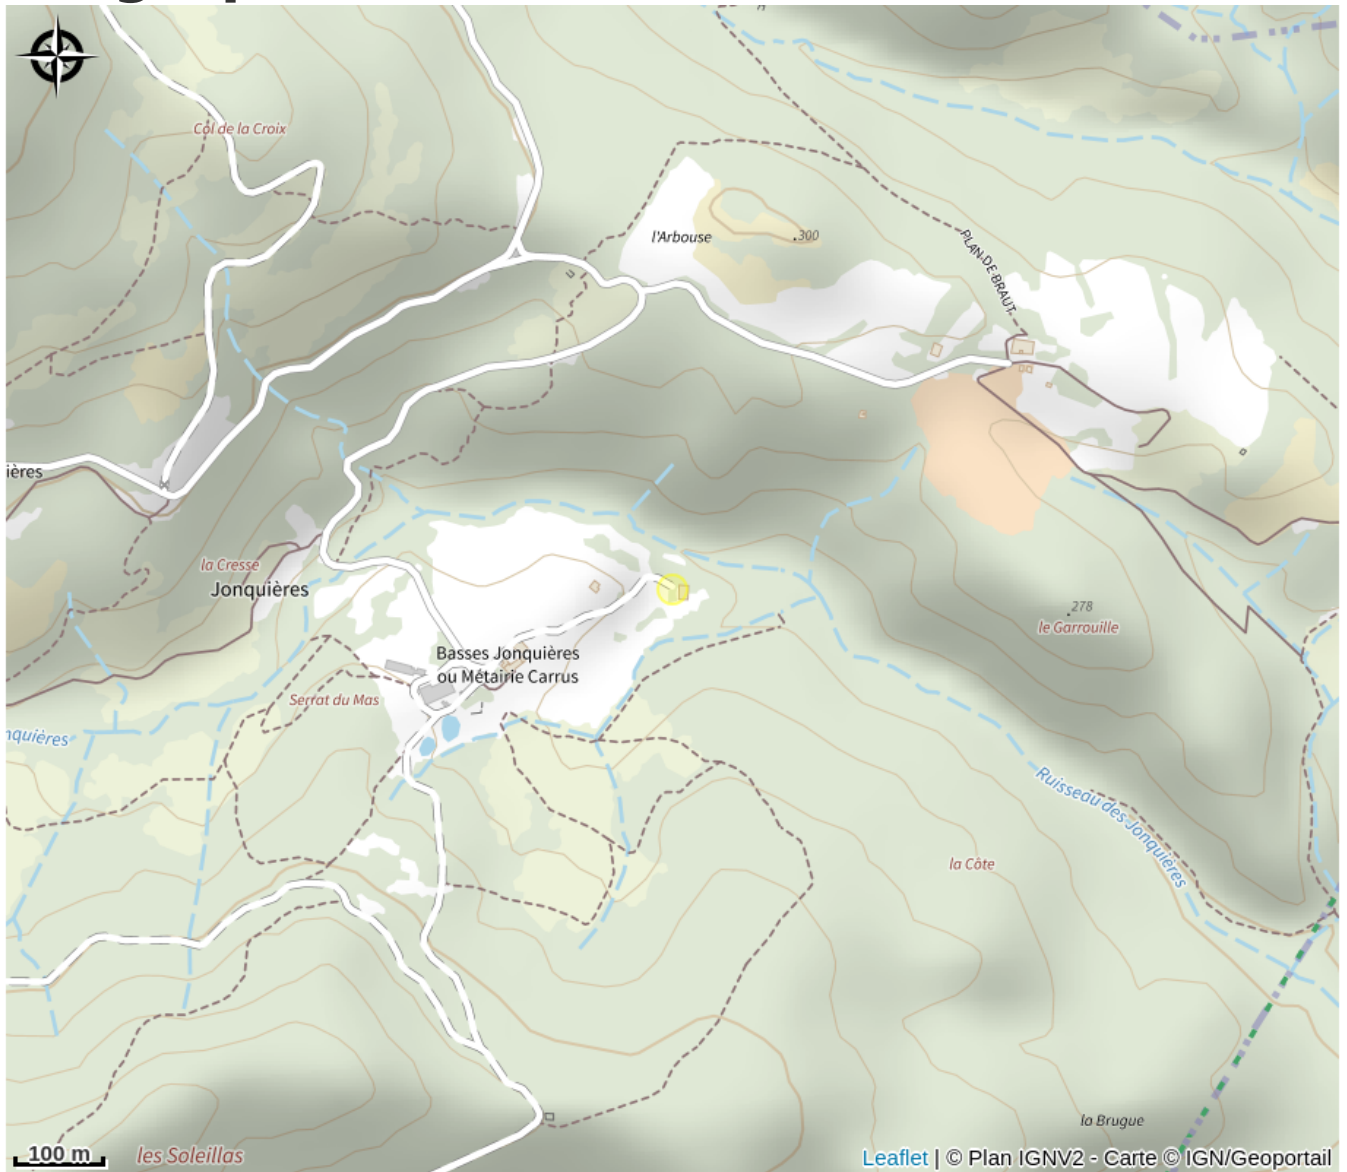 Col de la Croix
l'Arbouse
300
PLAN-DE-BRAUT
ières
la Cresse
Jonquières
278
le Garrouille
Basses Jonquières
ou Métairie Carrus
Serrat du Mas
nquières
Ruisseau des Jonquières
la Côte
la Brugue
100 m
les Soleillas
Leaflet | © Plan IGNV2 - Carte © IGN/Geoportail